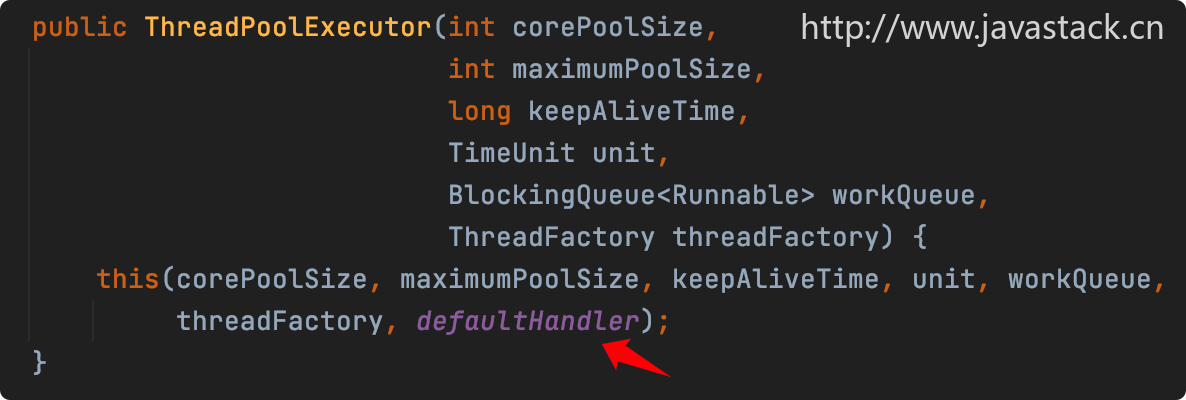 public ThreadPoolExecutor(int corePoolSize,
http://www.javastack.cn
int maximumPoolSize,
long keepAliveTime,
TimeUnit unit,
BlockingQueue<Runnable> workQueue,
ThreadFactory threadFactory) {
this(corePoolSize, maximumPoolSize, keepAliveTime, unit, workQueue,
threadFactory, defaultHandler);
}